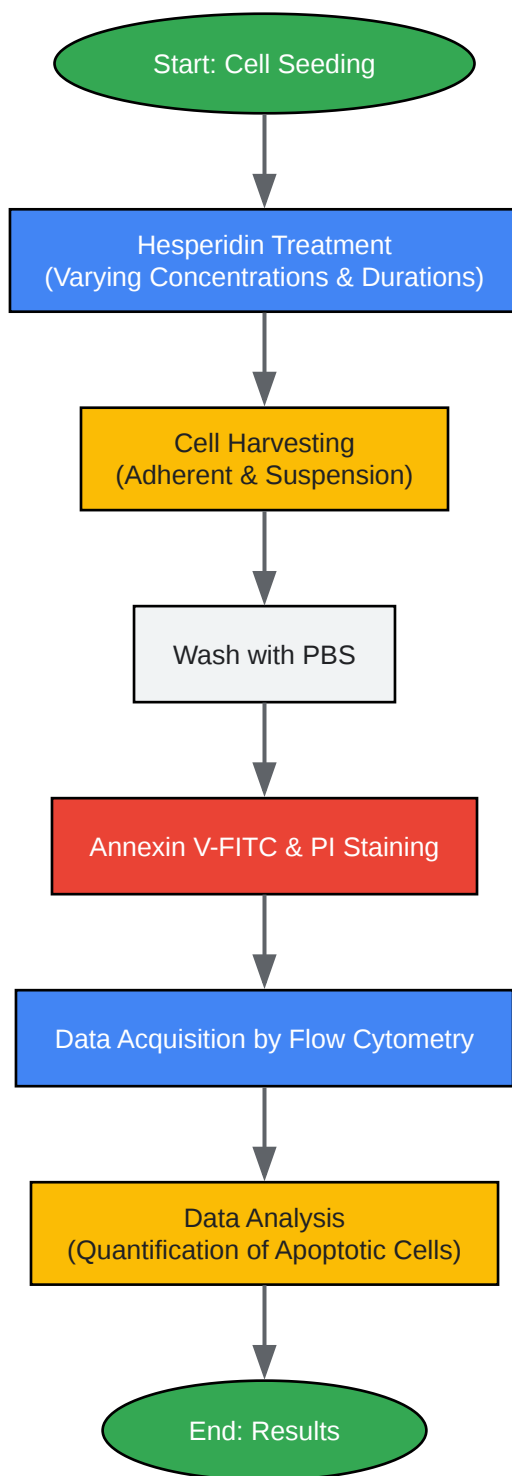 Start: Cell Seeding
Hesperidin Treatment
(Varying Concentrations & Durations)
Cell Harvesting
(Adherent & Suspension)
Wash with PBS
Annexin V-FITC & PI Staining
Data Acquisition by Flow Cytometry
Data Analysis
(Quantification of Apoptotic Cells)
End: Results